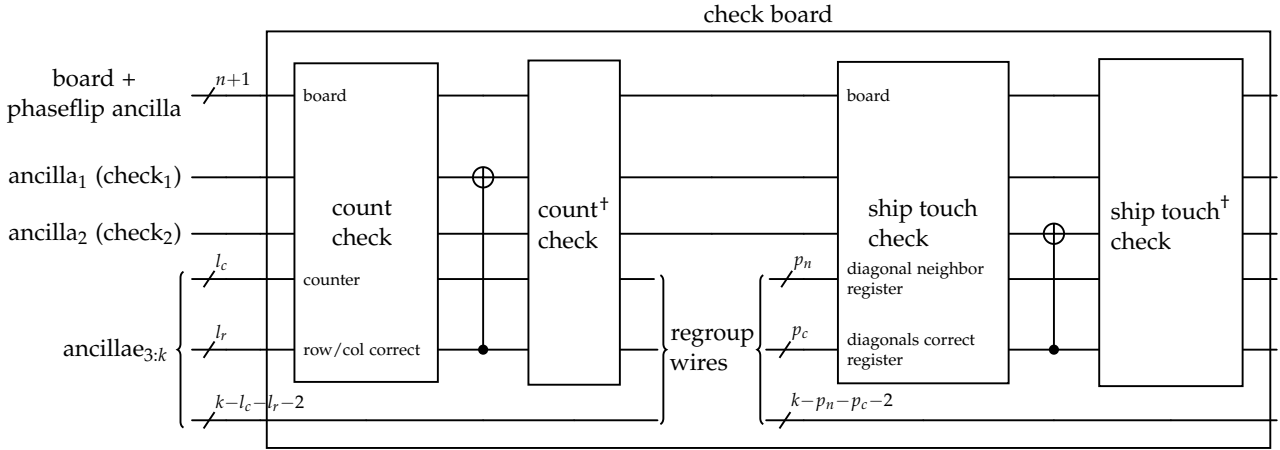 check board
board +
phaseflip ancilla
n+1
board
board
ancilla₁ (check₁)
ancilla₂ (check₂)
count
check
count†
check
ship touch
check
ship touch†
check
l_c
counter
p_n
diagonal neighbor
register
ancillae₃:ₖ
l_r
row/col correct
regroup
wires
p_c
diagonals correct
register
k−l_c−l_r−2
k−p_n−p_c−2